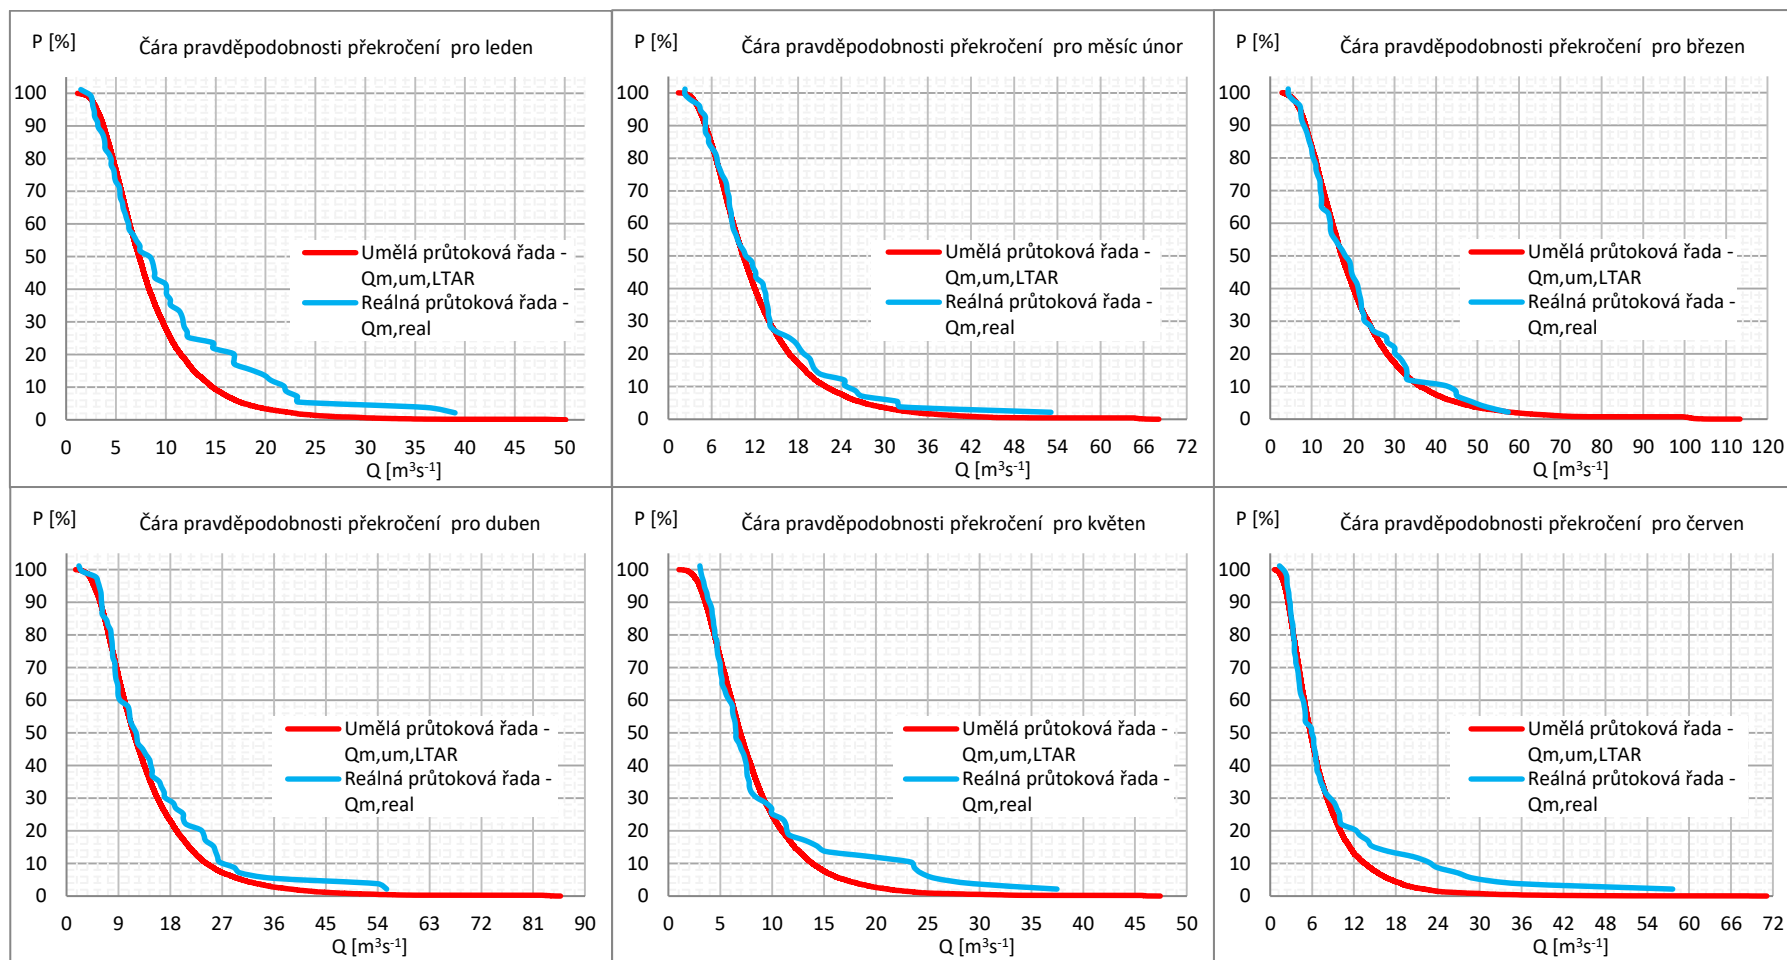 P [%]
Čára pravděpodobnosti překročení pro leden
100
90
80
70
60
50
40
30
20
10
0
Umělá průtoková řada -
Qm,um,LTAR
Reálná průtoková řada -
Qm,real
0 5 10 15 20 25 30 35 40 45 50
Q [m³s⁻¹]
P [%]
Čára pravděpodobnosti překročení pro měsíc únor
100
90
80
70
60
50
40
30
20
10
0
Umělá průtoková řada -
Qm,um,LTAR
Reálná průtoková řada -
Qm,real
0 6 12 18 24 30 36 42 48 54 60 66 72
Q [m³s⁻¹]
P [%]
Čára pravděpodobnosti překročení pro březen
100
90
80
70
60
50
40
30
20
10
0
Umělá průtoková řada -
Qm,um,LTAR
Reálná průtoková řada -
Qm,real
0 10 20 30 40 50 60 70 80 90 100 110 120
Q [m³s⁻¹]
P [%]
Čára pravděpodobnosti překročení pro duben
100
90
80
70
60
50
40
30
20
10
0
Umělá průtoková řada -
Qm,um,LTAR
Reálná průtoková řada -
Qm,real
0 9 18 27 36 45 54 63 72 81 90
Q [m³s⁻¹]
P [%]
Čára pravděpodobnosti překročení pro květen
100
90
80
70
60
50
40
30
20
10
0
Umělá průtoková řada -
Qm,um,LTAR
Reálná průtoková řada -
Qm,real
0 5 10 15 20 25 30 35 40 45 50
Q [m³s⁻¹]
P [%]
Čára pravděpodobnosti překročení pro červen
100
90
80
70
60
50
40
30
20
10
0
Umělá průtoková řada -
Qm,um,LTAR
Reálná průtoková řada -
Qm,real
0 6 12 18 24 30 36 42 48 54 60 66 72
Q [m³s⁻¹]